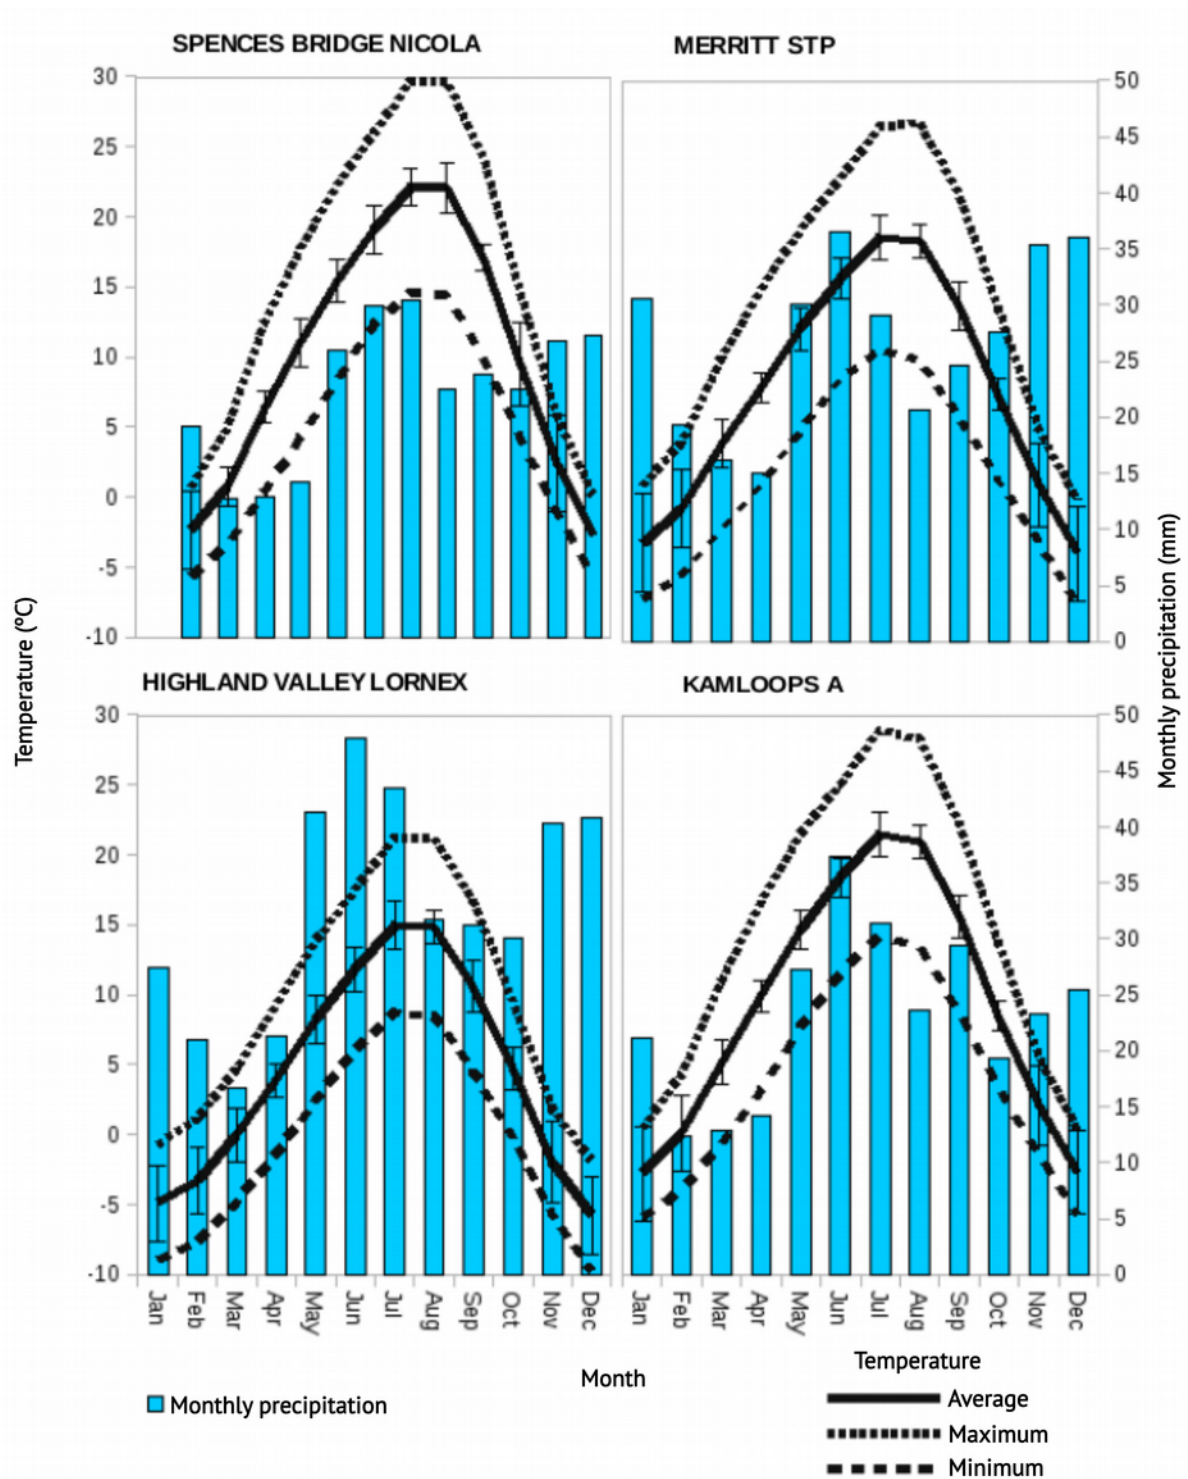 SPENCES BRIDGE NICOLA
MERRITT STP
30
25
20
15
10
5
0
-5
-10
50
45
40
35
30
25
20
15
10
5
0
HIGHLAND VALLEY LORNEX
KAMLOOPS A
30
25
20
15
10
5
0
-5
-10
50
45
40
35
30
25
20
15
10
5
0
Temperature (°C)
Monthly precipitation (mm)
Jan
Feb
Mar
Apr
May
Jun
Jul
Aug
Sep
Oct
Nov
Dec
Jan
Feb
Mar
Apr
May
Jun
Jul
Aug
Sep
Oct
Nov
Dec
Month
Monthly precipitation
Temperature
Average
Maximum
Minimum